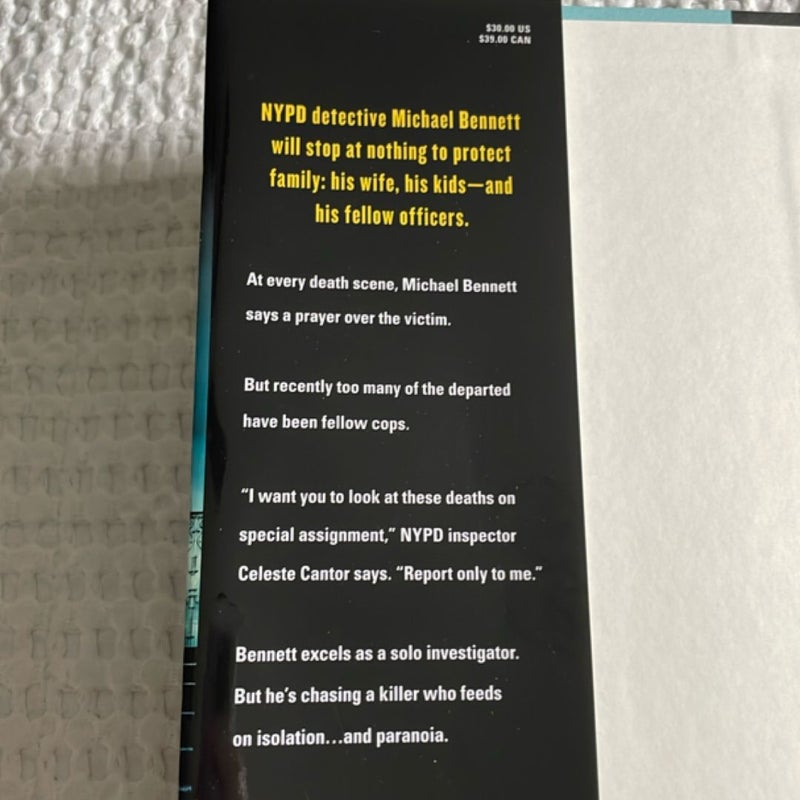 $30.00 US
$39.00 CAN
NYPD detective Michael Bennett
will stop at nothing to protect
family: his wife, his kids—and
his fellow officers.
At every death scene, Michael Bennett
says a prayer over the victim.
But recently too many of the departed
have been fellow cops.
“I want you to look at these deaths on
special assignment,” NYPD inspector
Celeste Cantor says. “Report only to me.”
Bennett excels as a solo investigator.
But he’s chasing a killer who feeds
on isolation…and paranoia.